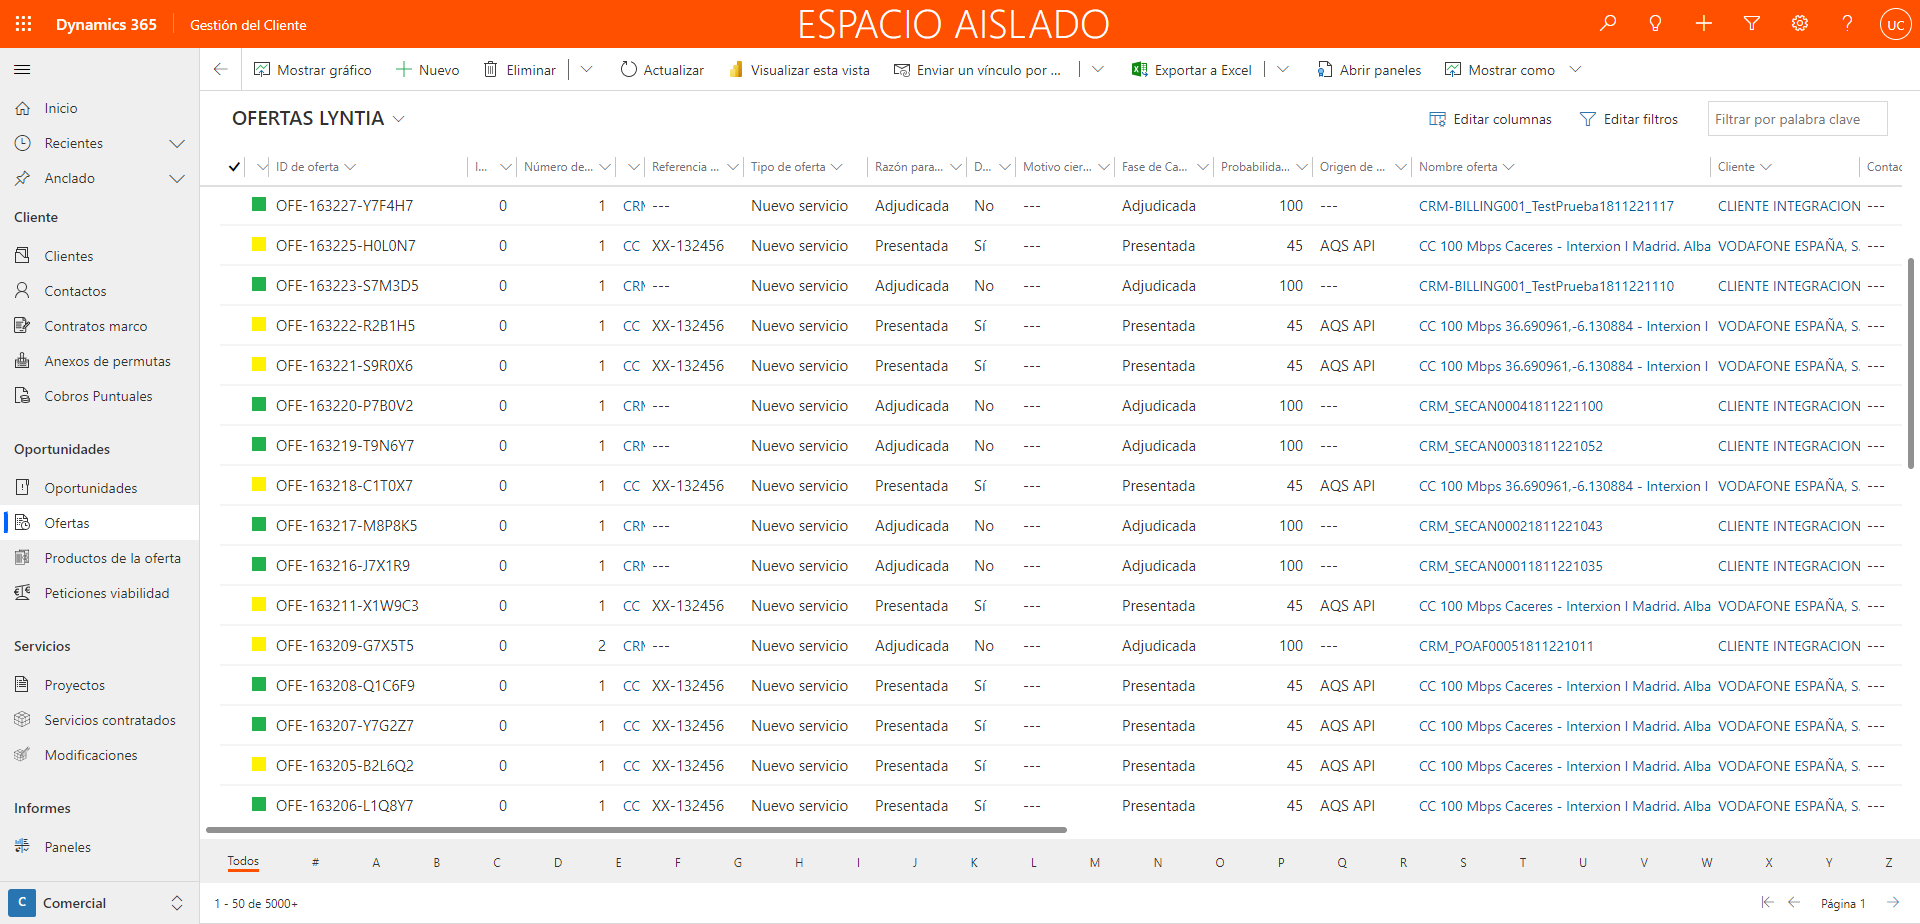 Dynamics 365 Gestión del Cliente ESPACIO AISLADO UC
Mostrar gráfico Nuevo Eliminar Actualizar Visualizar esta vista Enviar un vínculo por ... Exportar a Excel Abrir paneles Mostrar como
Inicio
Recientes
Anclado
Cliente
Clientes
Contactos
Contratos marco
Anexos de permutas
Cobros Puntuales
Oportunidades
Oportunidades
Ofertas
Productos de la oferta
Peticiones viabilidad
Servicios
Proyectos
Servicios contratados
Modificaciones
Informes
Paneles
C Comercial
OFERTAS LYNTIA Editar columnas Editar filtros Filtrar por palabra clave
ID de oferta I... Número de... Referencia ... Tipo de oferta Razón para... D... Motivo cier... Fase de Ca... Probabilida... Origen de ... Nombre oferta Cliente Contac
OFE-163227-Y7F4H7 0 1 CRM --- Nuevo servicio Adjudicada No --- Adjudicada 100 --- CRM-BILLING001_TestPrueba1811221117 CLIENTE INTEGRACION ---
OFE-163225-H0L0N7 0 1 CC XX-132456 Nuevo servicio Presentada Sí --- Presentada 45 AQS API CC 100 Mbps Caceres - Interxion I Madrid. Alba VODAFONE ESPAÑA, S. ---
OFE-163223-S7M3D5 0 1 CRM --- Nuevo servicio Adjudicada No --- Adjudicada 100 --- CRM-BILLING001_TestPrueba1811221110 CLIENTE INTEGRACION ---
OFE-163222-R2B1H5 0 1 CC XX-132456 Nuevo servicio Presentada Sí --- Presentada 45 AQS API CC 100 Mbps 36.690961,-6.130884 - Interxion I VODAFONE ESPAÑA, S. ---
OFE-163221-S9R0X6 0 1 CC XX-132456 Nuevo servicio Presentada Sí --- Presentada 45 AQS API CC 100 Mbps 36.690961,-6.130884 - Interxion I VODAFONE ESPAÑA, S. ---
OFE-163220-P7B0V2 0 1 CRM --- Nuevo servicio Adjudicada No --- Adjudicada 100 --- CRM_SECAN00041811221100 CLIENTE INTEGRACION ---
OFE-163219-T9N6Y7 0 1 CRM --- Nuevo servicio Adjudicada No --- Adjudicada 100 --- CRM_SECAN00031811221052 CLIENTE INTEGRACION ---
OFE-163218-C1T0X7 0 1 CC XX-132456 Nuevo servicio Presentada Sí --- Presentada 45 AQS API CC 100 Mbps 36.690961,-6.130884 - Interxion I VODAFONE ESPAÑA, S. ---
OFE-163217-M8P8K5 0 1 CRM --- Nuevo servicio Adjudicada No --- Adjudicada 100 --- CRM_SECAN00021811221043 CLIENTE INTEGRACION ---
OFE-163216-J7X1R9 0 1 CRM --- Nuevo servicio Adjudicada No --- Adjudicada 100 --- CRM_SECAN00011811221035 CLIENTE INTEGRACION ---
OFE-163211-X1W9C3 0 1 CC XX-132456 Nuevo servicio Presentada Sí --- Presentada 45 AQS API CC 100 Mbps Caceres - Interxion I Madrid. Alba VODAFONE ESPAÑA, S. ---
OFE-163209-G7X5T5 0 2 CRM --- Nuevo servicio Adjudicada No --- Adjudicada 100 --- CRM_POAF00051811221011 CLIENTE INTEGRACION ---
OFE-163208-Q1C6F9 0 1 CC XX-132456 Nuevo servicio Presentada Sí --- Presentada 45 AQS API CC 100 Mbps Caceres - Interxion I Madrid. Alba VODAFONE ESPAÑA, S. ---
OFE-163207-Y7G2Z7 0 1 CC XX-132456 Nuevo servicio Presentada Sí --- Presentada 45 AQS API CC 100 Mbps Caceres - Interxion I Madrid. Alba VODAFONE ESPAÑA, S. ---
OFE-163205-B2L6Q2 0 1 CC XX-132456 Nuevo servicio Presentada Sí --- Presentada 45 AQS API CC 100 Mbps Caceres - Interxion I Madrid. Alba VODAFONE ESPAÑA, S. ---
OFE-163206-L1Q8Y7 0 1 CC XX-132456 Nuevo servicio Presentada Sí --- Presentada 45 AQS API CC 100 Mbps Caceres - Interxion I Madrid. Alba VODAFONE ESPAÑA, S. ---
Todos # A B C D E F G H I J K L M N O P Q R S T U V W X Y Z
1 - 50 de 5000+ Página 1